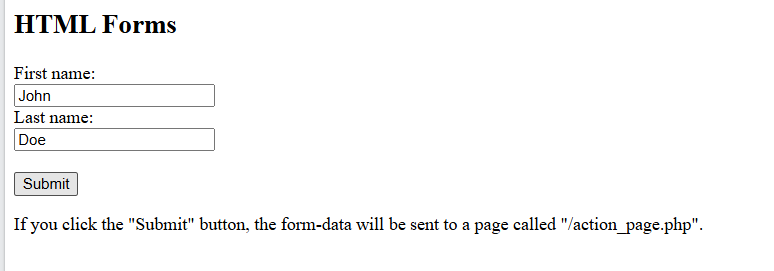 HTML Forms
First name:
John
Last name:
Doe
Submit
If you click the "Submit" button, the form-data will be sent to a page called "/action_page.php".